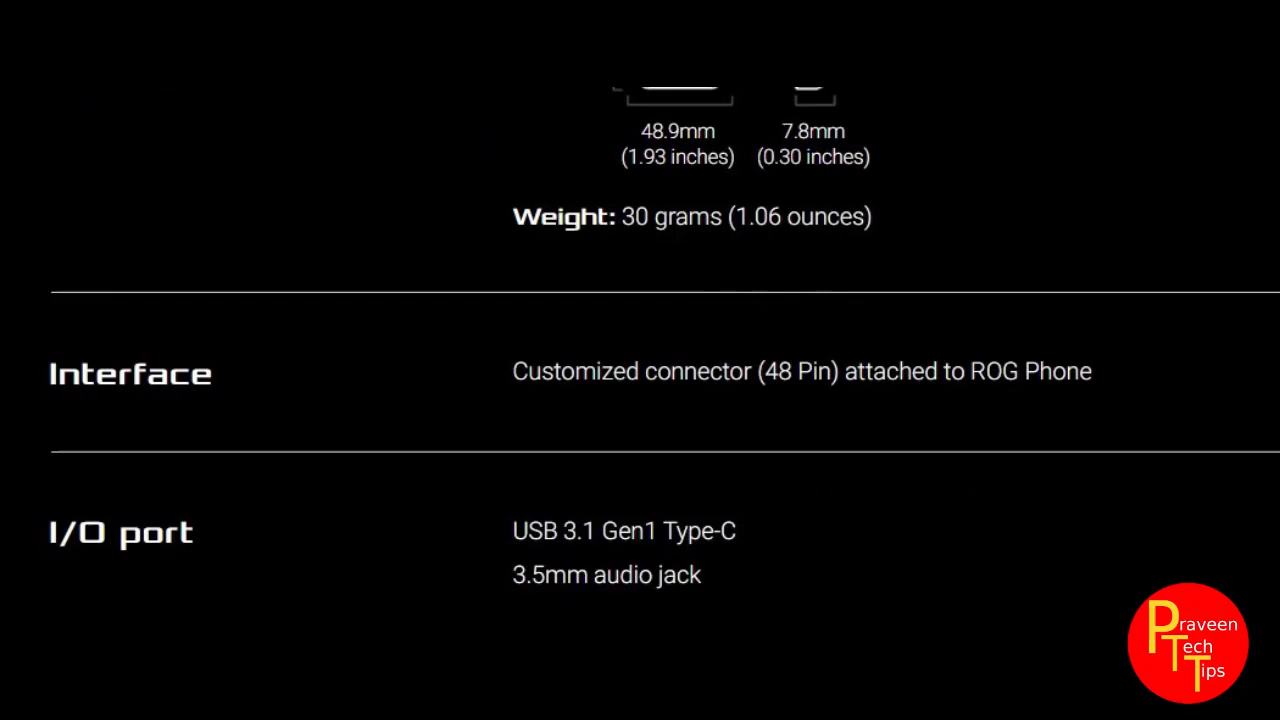 48.9mm 7.8mm
(1.93 inches) (0.30 inches)
Weight: 30 grams (1.06 ounces)
Interface Customized connector (48 Pin) attached to ROG Phone
I/O port USB 3.1 Gen1 Type-C
3.5mm audio jack
Praveen
Tech
Tips